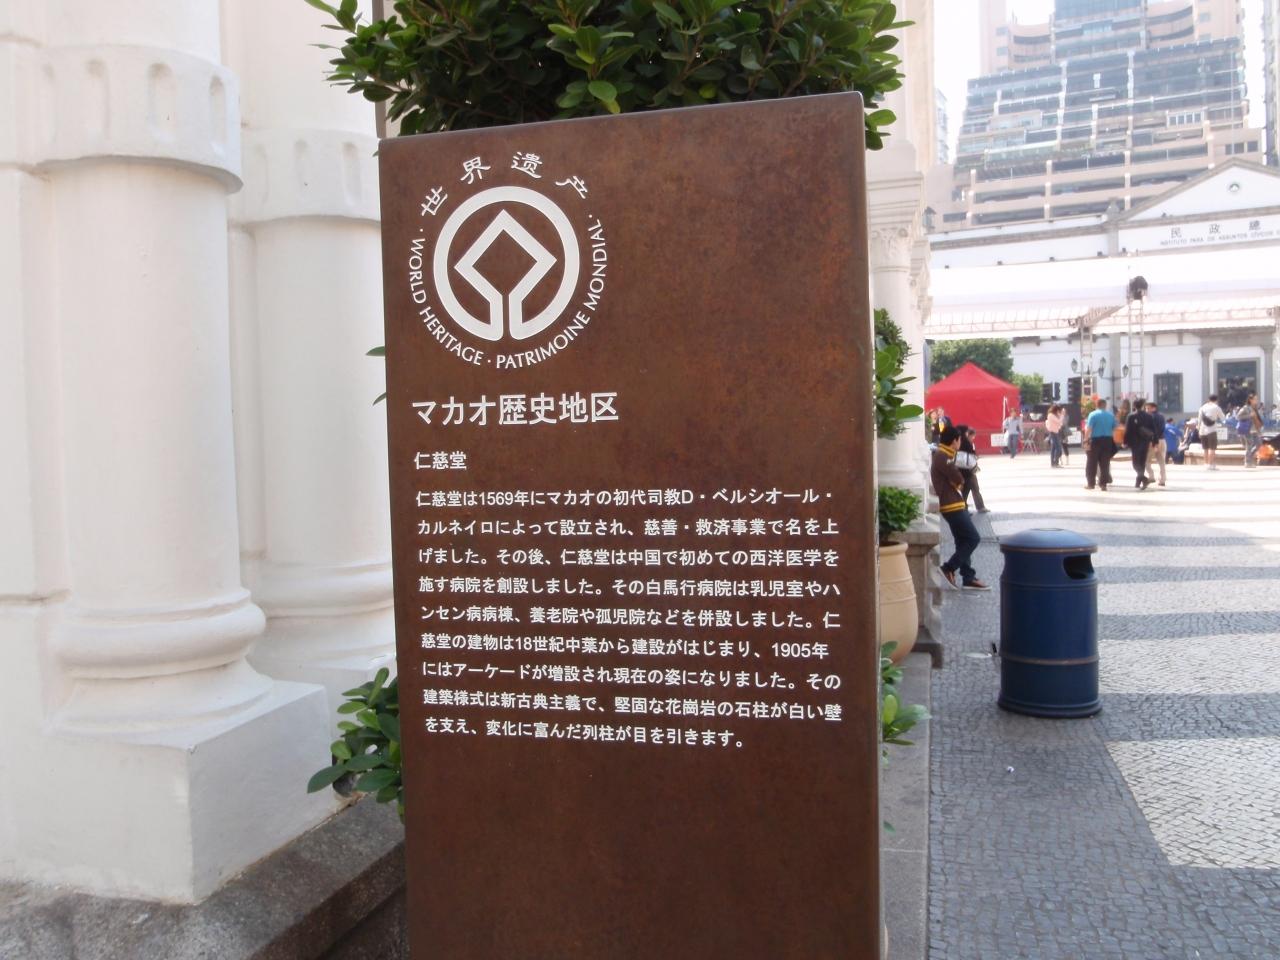 世界遗产
· WORLD HERITAGE · PATRIMOINE MONDIAL ·
マカオ歴史地区
仁慈堂
仁慈堂は1569年にマカオの初代司教D・ベルシオール・
カルネイロによって設立され、慈善・救済事業で名を上
げました。その後、仁慈堂は中国で初めての西洋医学を
施す病院を創設しました。その白馬行病院は乳児室やハ
ンセン病病棟、養老院や孤児院などを併設しました。仁
慈堂の建物は18世紀中葉から建設がはじまり、1905年
にはアーケードが増設され現在の姿になりました。その
建築様式は新古典主義で、堅固な花崗岩の石柱が白い壁
を支え、変化に富んだ列柱が目を引きます。
民政總
INSTITUTO PARA OS ASSUNTOS CÍVICOS E